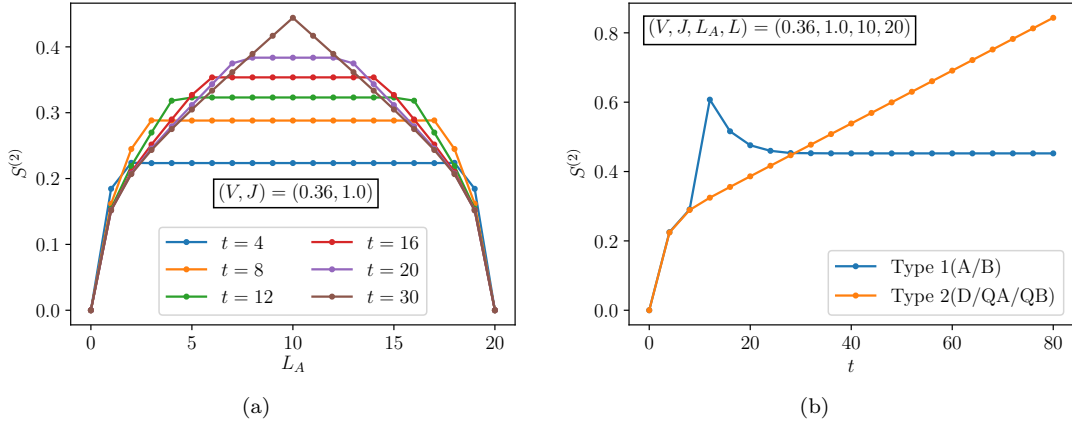 S^{(2)}
0.4
0.3
0.2
0.1
0.0
(V, J) = (0.36, 1.0)
t = 4
t = 8
t = 12
t = 16
t = 20
t = 30
0 5 10 15 20
L_A
(a)
S^{(2)}
0.8
0.6
0.4
0.2
0.0
(V, J, L_A, L) = (0.36, 1.0, 10, 20)
Type 1(A/B)
Type 2(D/QA/QB)
0 20 40 60 80
t
(b)